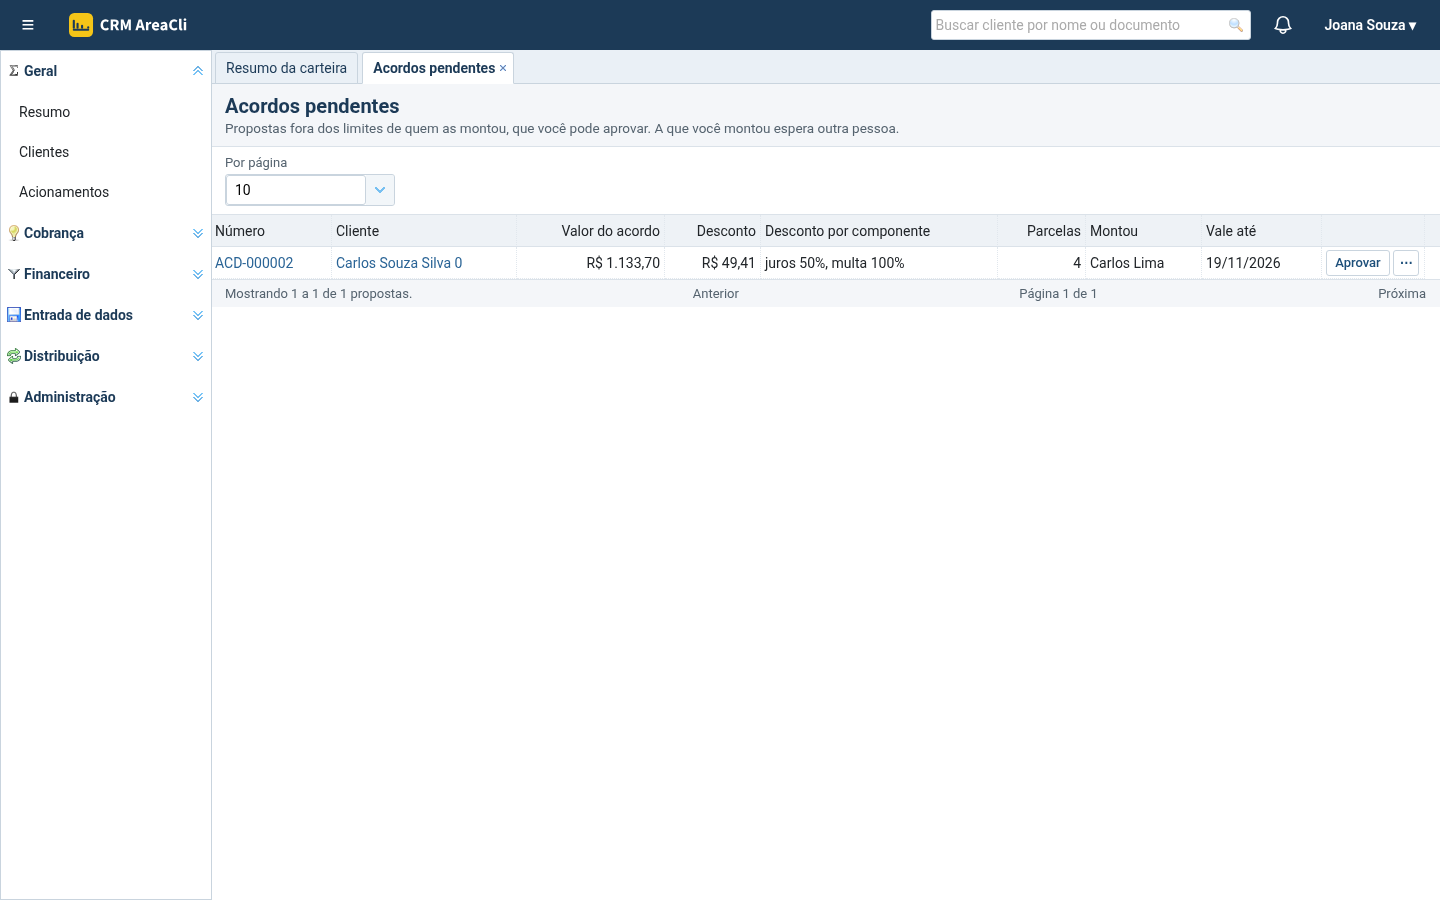 ≡ CRM AreaCli Buscar cliente por nome ou documento Joana Souza ▾
Σ Geral
Resumo
Clientes
Acionamentos
Cobrança
Financeiro
Entrada de dados
Distribuição
Administração
Resumo da carteira Acordos pendentes ×
Acordos pendentes
Propostas fora dos limites de quem as montou, que você pode aprovar. A que você montou espera outra pessoa.
Por página
10
Número Cliente Valor do acordo Desconto Desconto por componente Parcelas Montou Vale até
ACD-000002 Carlos Souza Silva 0 R$ 1.133,70 R$ 49,41 juros 50%, multa 100% 4 Carlos Lima 19/11/2026 Aprovar ···
Mostrando 1 a 1 de 1 propostas. Anterior Página 1 de 1 Próxima